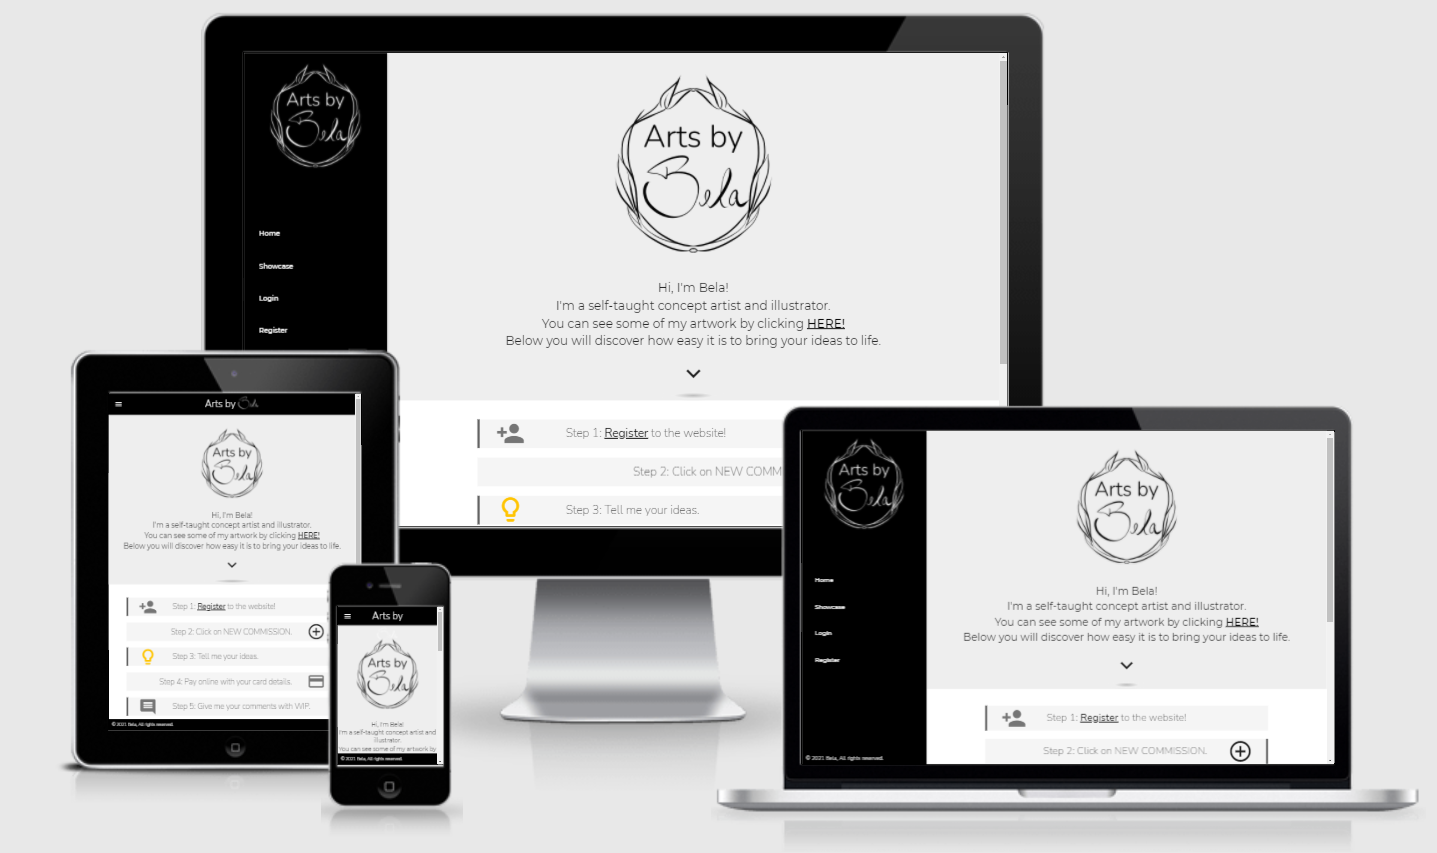 Arts by
Bela
Home
Showcase
Login
Register
Arts by
Bela
Hi, I'm Bela!
I'm a self-taught concept artist and illustrator.
You can see some of my artwork by clicking HERE!
Below you will discover how easy it is to bring your ideas to life.
Step 1: Register to the website!
Step 2: Click on NEW COMM
Step 3: Tell me your ideas.
Arts by Bela
Arts by
Bela
Hi, I'm Bela!
I'm a self-taught concept artist and illustrator.
You can see some of my artwork by clicking HERE!
Below you will discover how easy it is to bring your ideas to life.
Step 1: Register to the website!
Step 2: Click on NEW COMMISSION.
Step 3: Tell me your ideas.
Step 4: Pay online with your card details.
Step 5: Give me your comments with WIP.
© 2021 Bela, All rights reserved.
Arts by
Arts by
Bela
Hi, I'm Bela!
I'm a self-taught concept artist and
illustrator.
You can see some of my artwork by
© 2021 Bela, All rights reserved.
Arts by
Bela
Home
Showcase
Login
Register
© 2021 Bela, All rights reserved.
Arts by
Bela
Hi, I'm Bela!
I'm a self-taught concept artist and illustrator.
You can see some of my artwork by clicking HERE!
Below you will discover how easy it is to bring your ideas to life.
Step 1: Register to the website!
Step 2: Click on NEW COMMISSION.